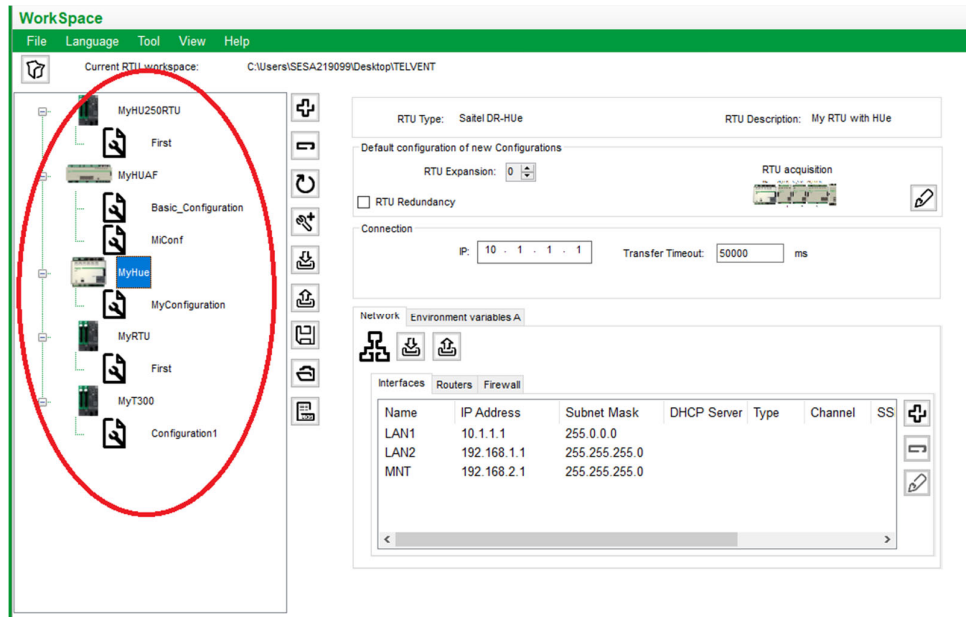 WorkSpace
File Language Tool View Help
Current RTU workspace: C:\Users\SESA219099\Desktop\TELVENT
MyHU250RTU
First
MyHUAF
Basic_Configuration
MiConf
MyHue
MyConfiguration
MyRTU
First
MyT300
Configuration1
RTU Type: Saitel DR-HUe RTU Description: My RTU with HUe
Default configuration of new Configurations
RTU Expansion: 0 RTU acquisition
RTU Redundancy
Connection
IP: 10 . 1 . 1 . 1 Transfer Timeout: 50000 ms
Network Environment variables A
Interfaces Routers Firewall
Name IP Address Subnet Mask DHCP Server Type Channel SS
LAN1 10.1.1.1 255.0.0.0
LAN2 192.168.1.1 255.255.255.0
MNT 192.168.2.1 255.255.255.0